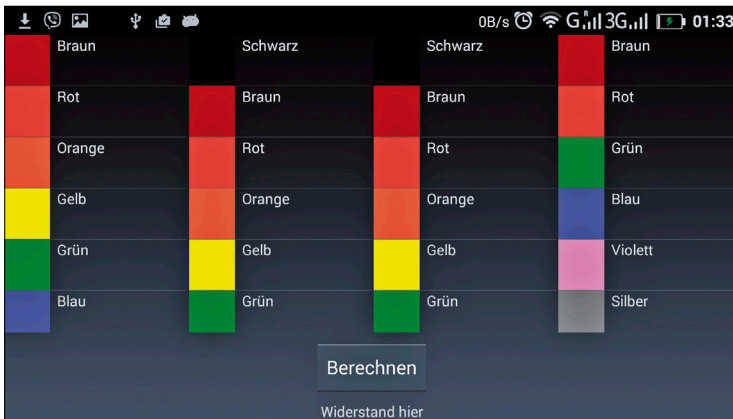 0B/s G R 3G 01:33
Braun Schwarz Schwarz Braun
Rot Braun Braun Rot
Orange Rot Rot Grün
Gelb Orange Orange Blau
Grün Gelb Gelb Violett
Blau Grün Grün Silber
Berechnen
Widerstand hier